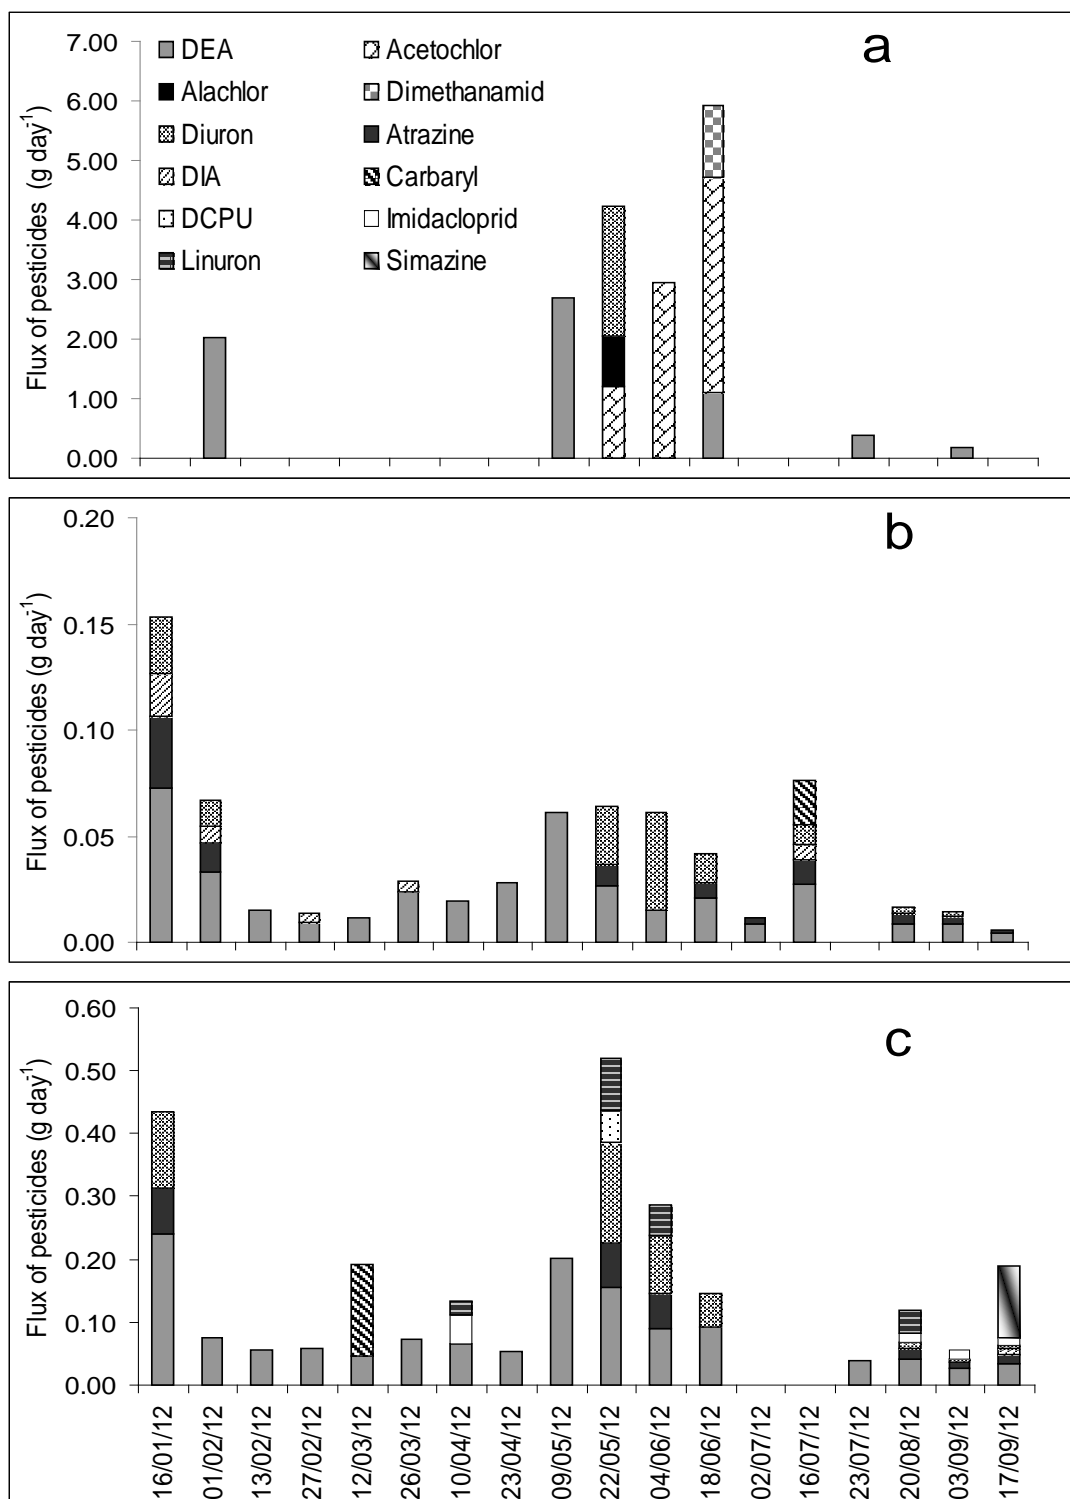 a
Flux of pesticides (g day-1)
7.00
6.00
5.00
4.00
3.00
2.00
1.00
0.00
DEA
Acetochlor
Alachlor
Dimethanamid
Diuron
Atrazine
DIA
Carbaryl
DCPU
Imidacloprid
Linuron
Simazine
b
Flux of pesticides (g day-1)
0.20
0.15
0.10
0.05
0.00
c
Flux of pesticides (g day-1)
0.60
0.50
0.40
0.30
0.20
0.10
0.00
16/01/12
01/02/12
13/02/12
27/02/12
12/03/12
26/03/12
10/04/12
23/04/12
09/05/12
22/05/12
04/06/12
18/06/12
02/07/12
16/07/12
23/07/12
20/08/12
03/09/12
17/09/12